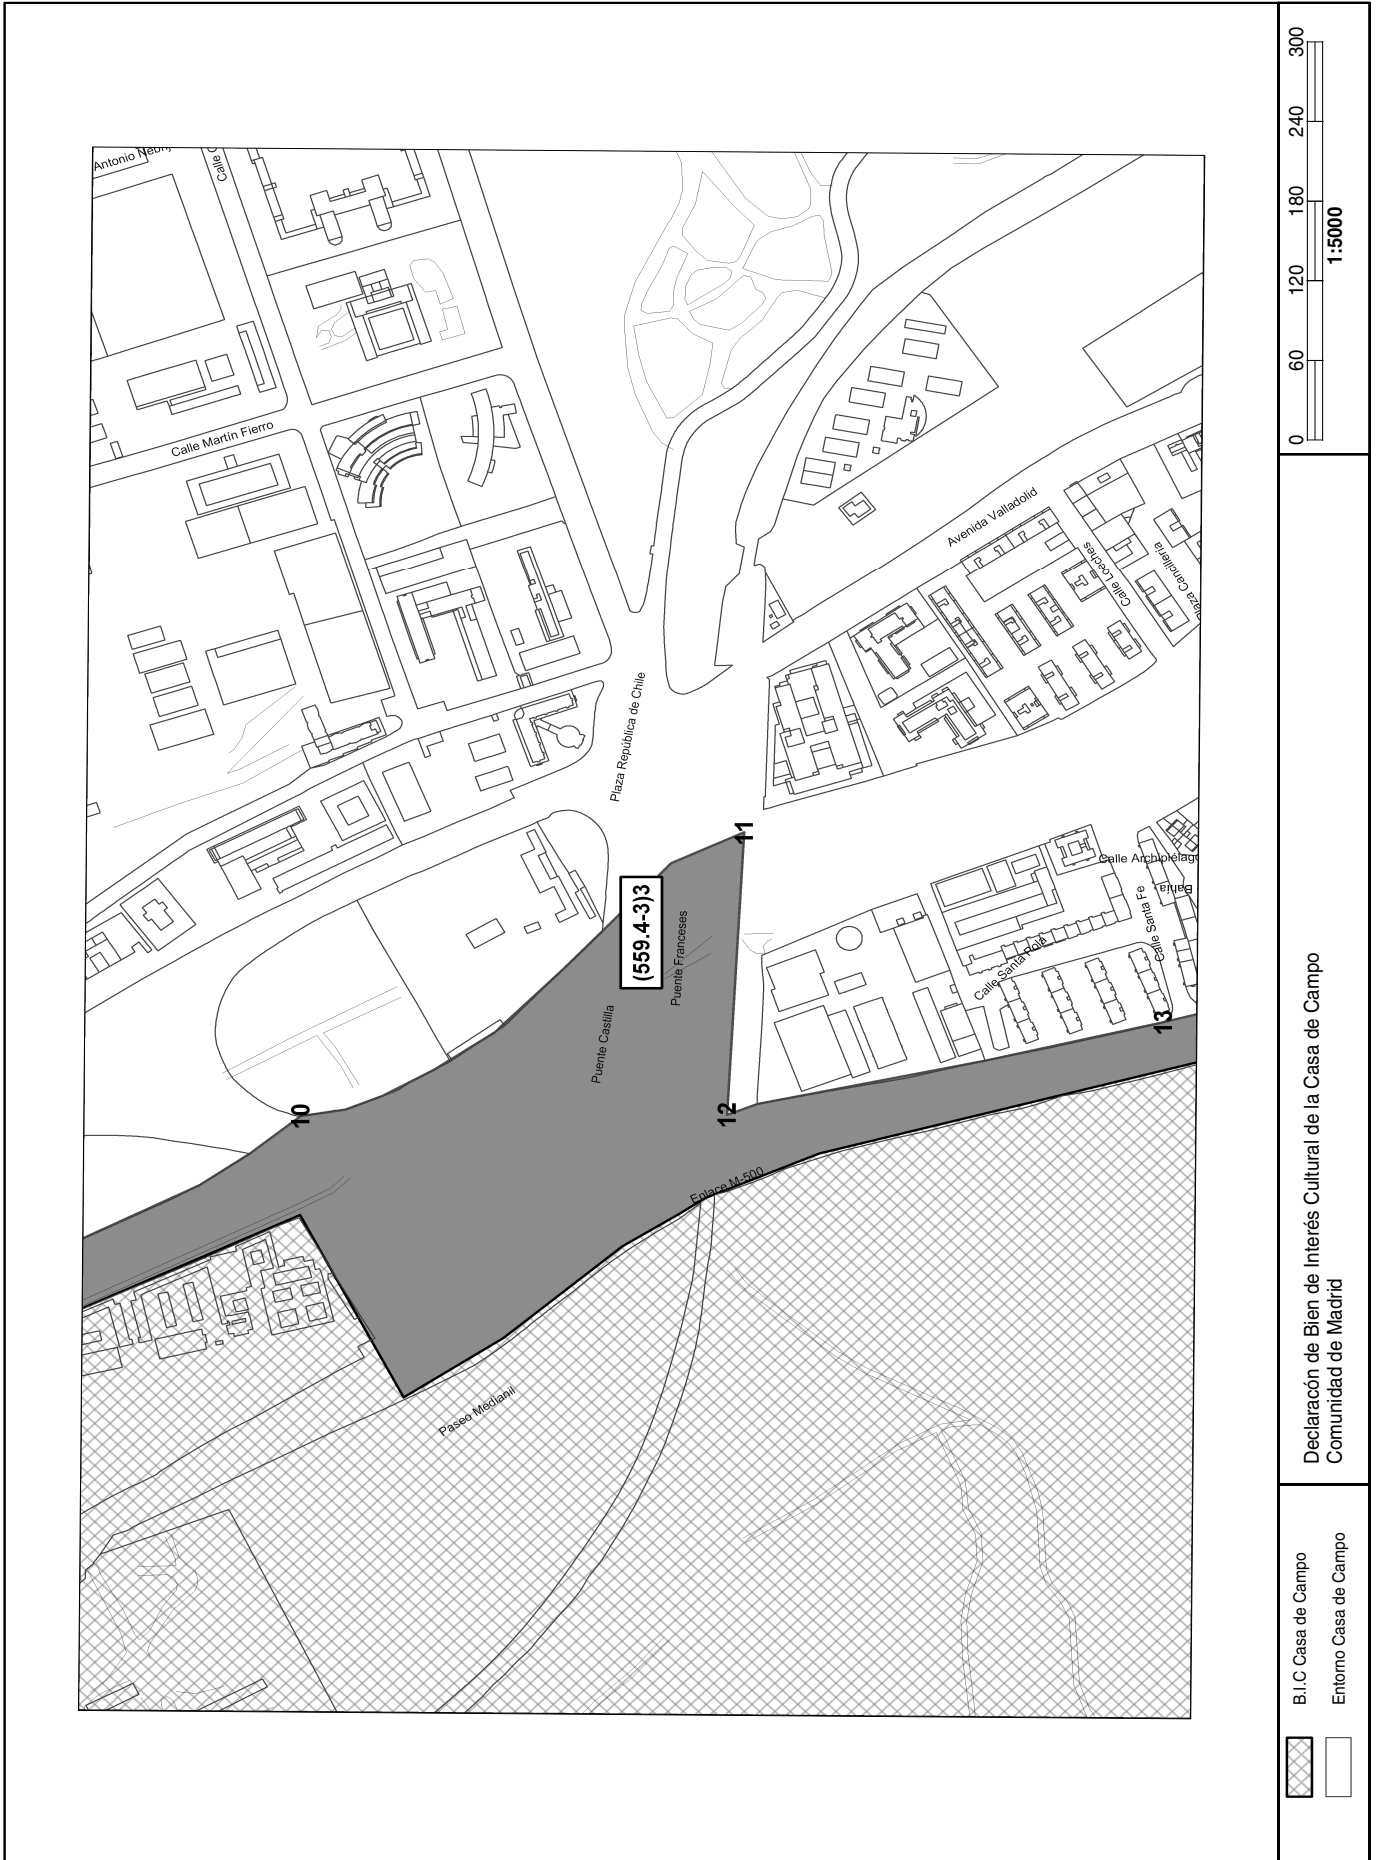 Antonio Nebrij
Calle C
Calle Martín Fierro
Plaza República de Chile
Avenida Valladolid
Calle Loeches
Plaza Cancillería
(559.4-3)3
Puente Castilla
Puente Franceses
10
11
12
13
Calle Archipiélago
Bahía
Calle Santa Fe
Calle Santa Pola
Enlace M-500
Paseo Medianil
B.I.C Casa de Campo
Entorno Casa de Campo
Declaracón de Bien de Interés Cultural de la Casa de Campo
Comunidad de Madrid
0 60 120 180 240 300
1:5000